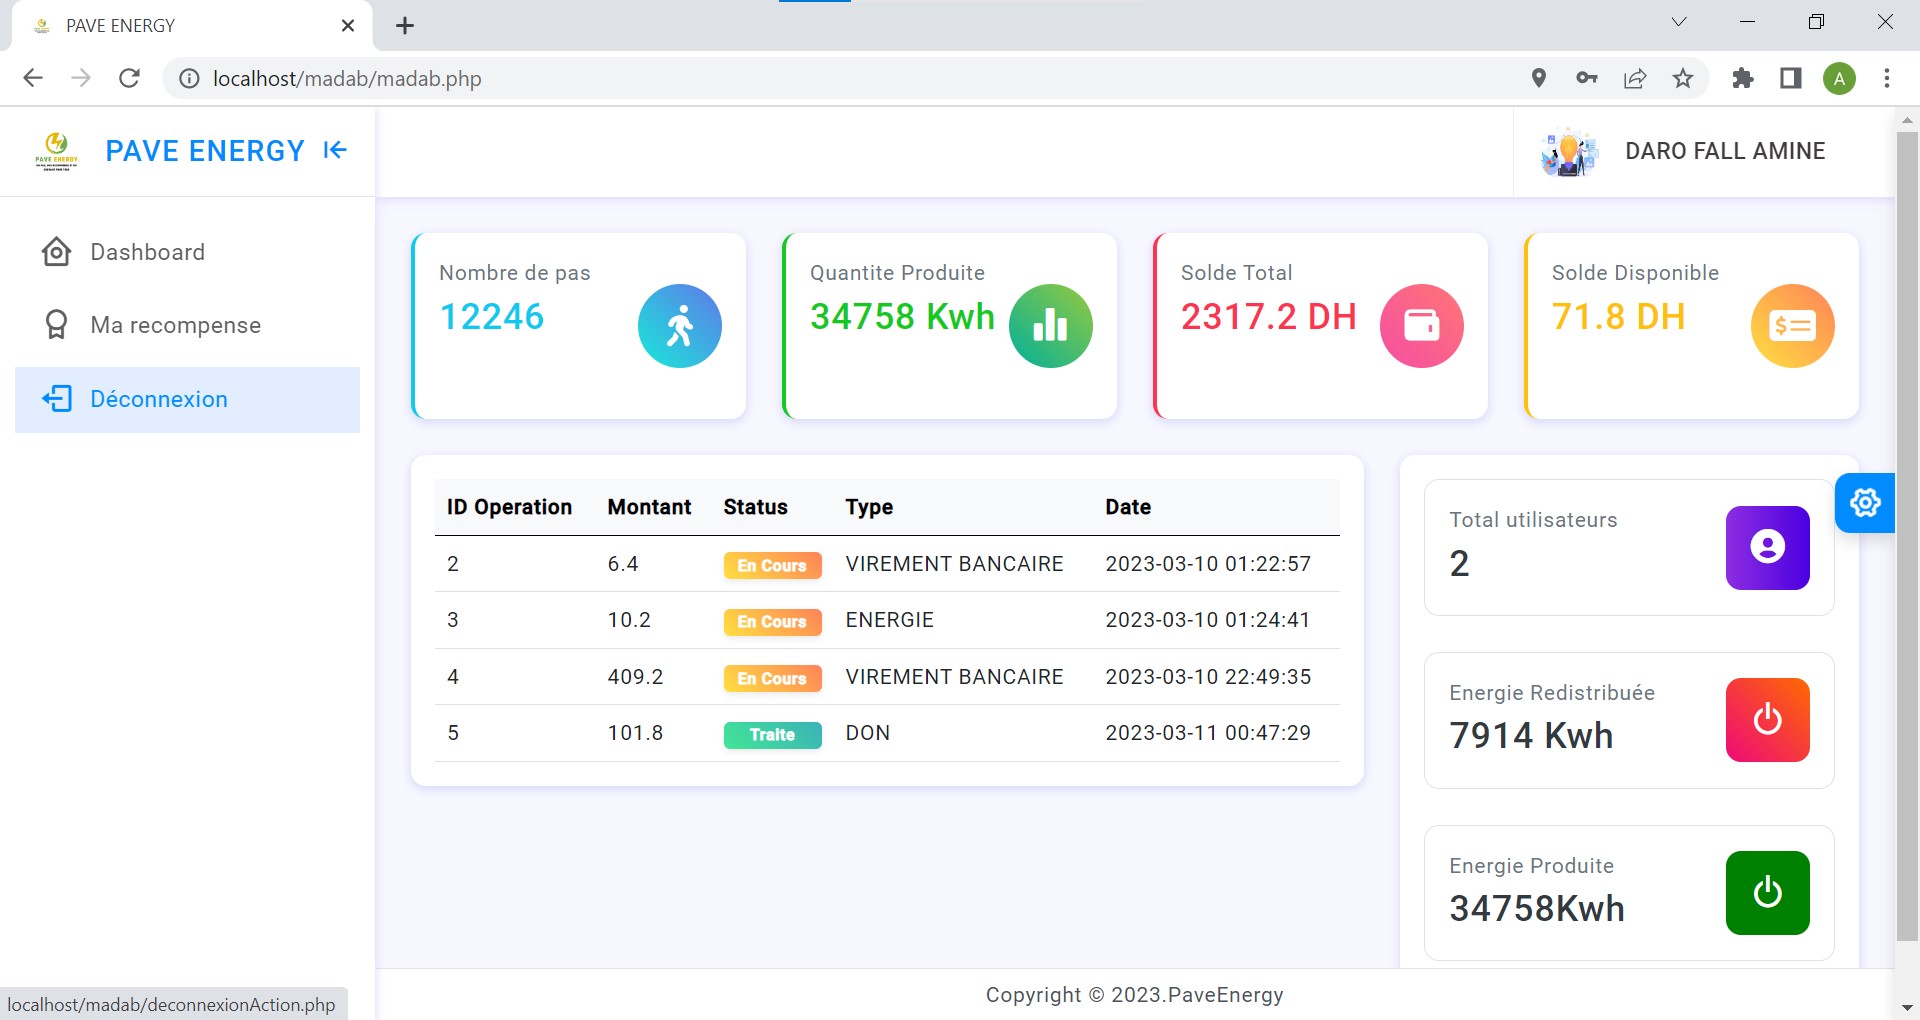 PAVE ENERGY
localhost/madab/madab.php
A
PAVE ENERGY
PAVE ENERGY
DARO FALL AMINE
Dashboard
Ma recompense
Déconnexion
Nombre de pas
12246
Quantite Produite
34758 Kwh
Solde Total
2317.2 DH
Solde Disponible
71.8 DH
ID Operation Montant Status Type Date
2 6.4 En Cours VIREMENT BANCAIRE 2023-03-10 01:22:57
3 10.2 En Cours ENERGIE 2023-03-10 01:24:41
4 409.2 En Cours VIREMENT BANCAIRE 2023-03-10 22:49:35
5 101.8 Traite DON 2023-03-11 00:47:29
Total utilisateurs
2
Energie Redistribuée
7914 Kwh
Energie Produite
34758Kwh
Copyright © 2023.PaveEnergy
localhost/madab/deconnexionAction.php